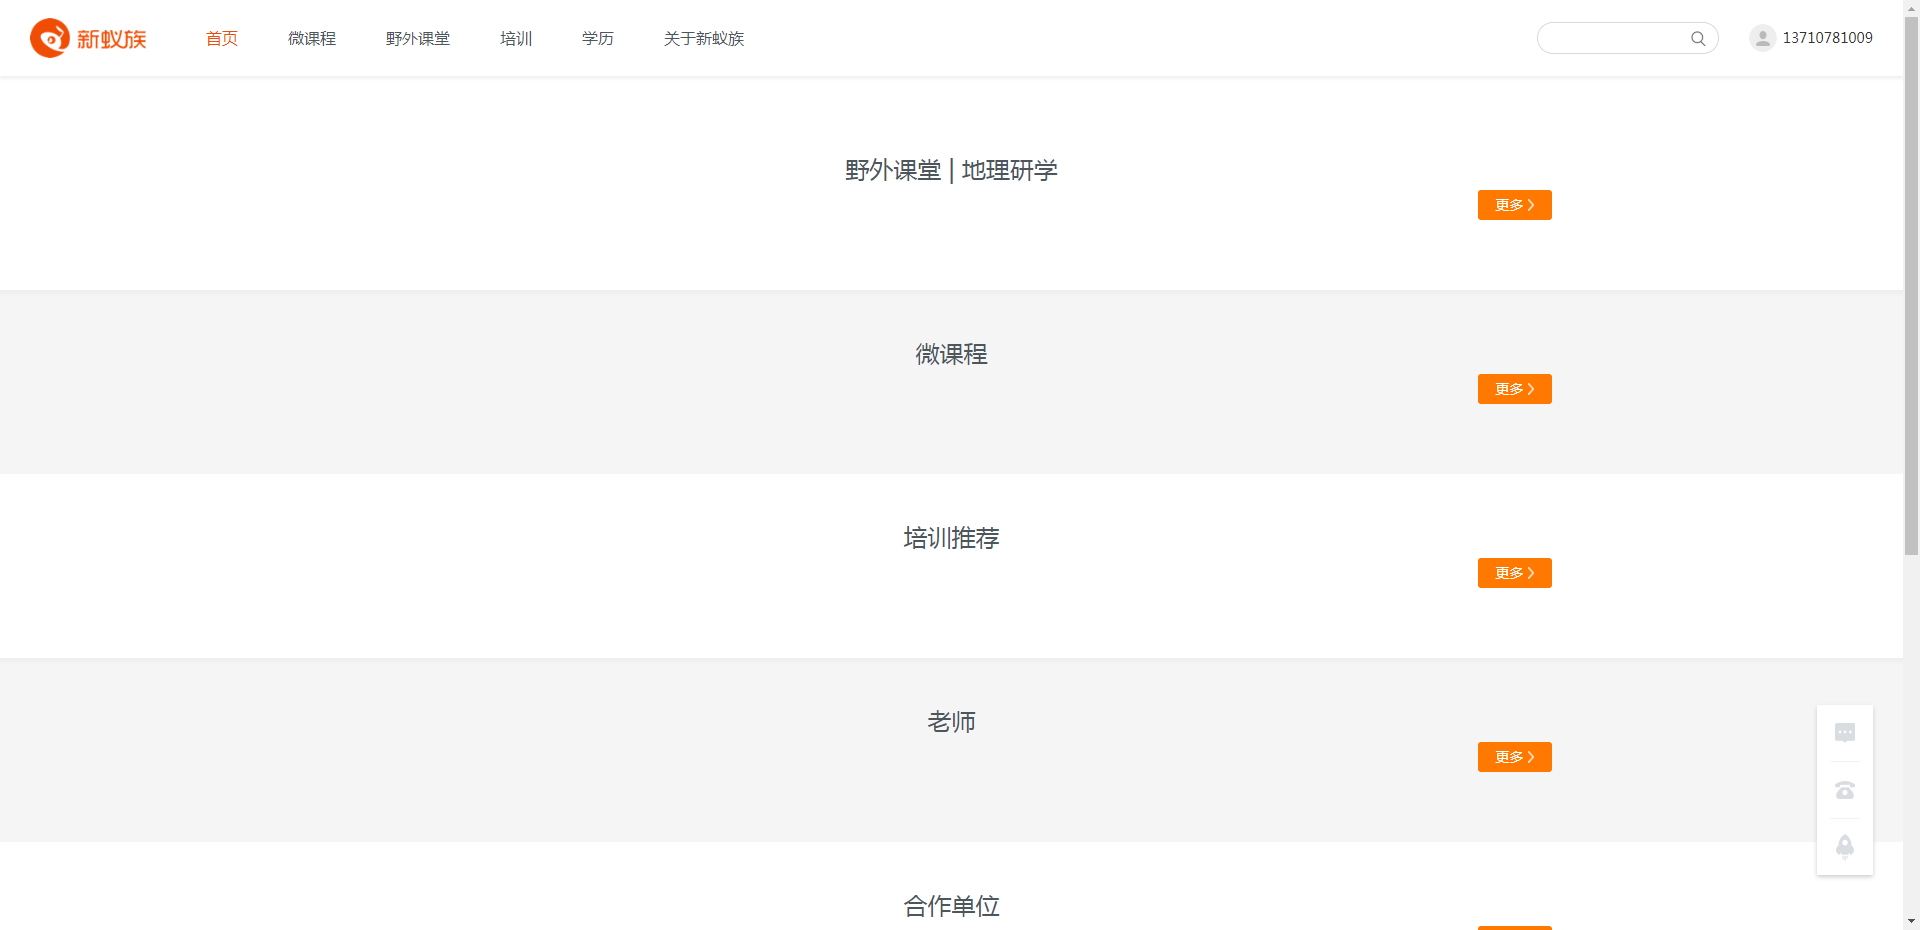 新蚁族 首页 微课程 野外课堂 培训 学历 关于新蚁族 13710781009
野外课堂 | 地理研学
更多
微课程
更多
培训推荐
更多
老师
更多
合作单位